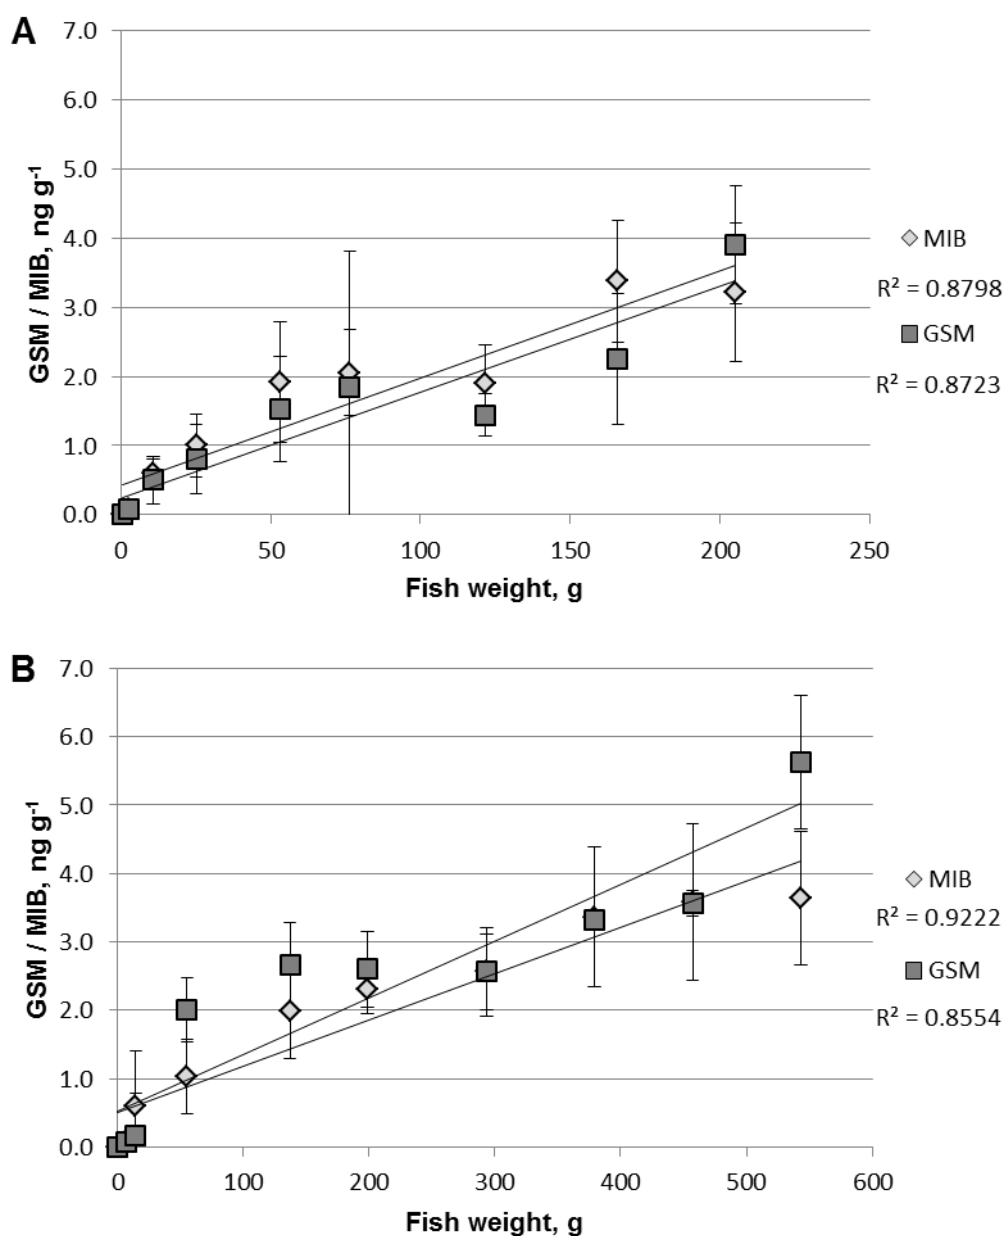 A
7.0
6.0
5.0
4.0
3.0
2.0
1.0
0.0
GSM / MIB, ng g⁻¹
0 50 100 150 200 250
Fish weight, g
MIB
R² = 0.8798
GSM
R² = 0.8723
B
7.0
6.0
5.0
4.0
3.0
2.0
1.0
0.0
GSM / MIB, ng g⁻¹
0 100 200 300 400 500 600
Fish weight, g
MIB
R² = 0.9222
GSM
R² = 0.8554